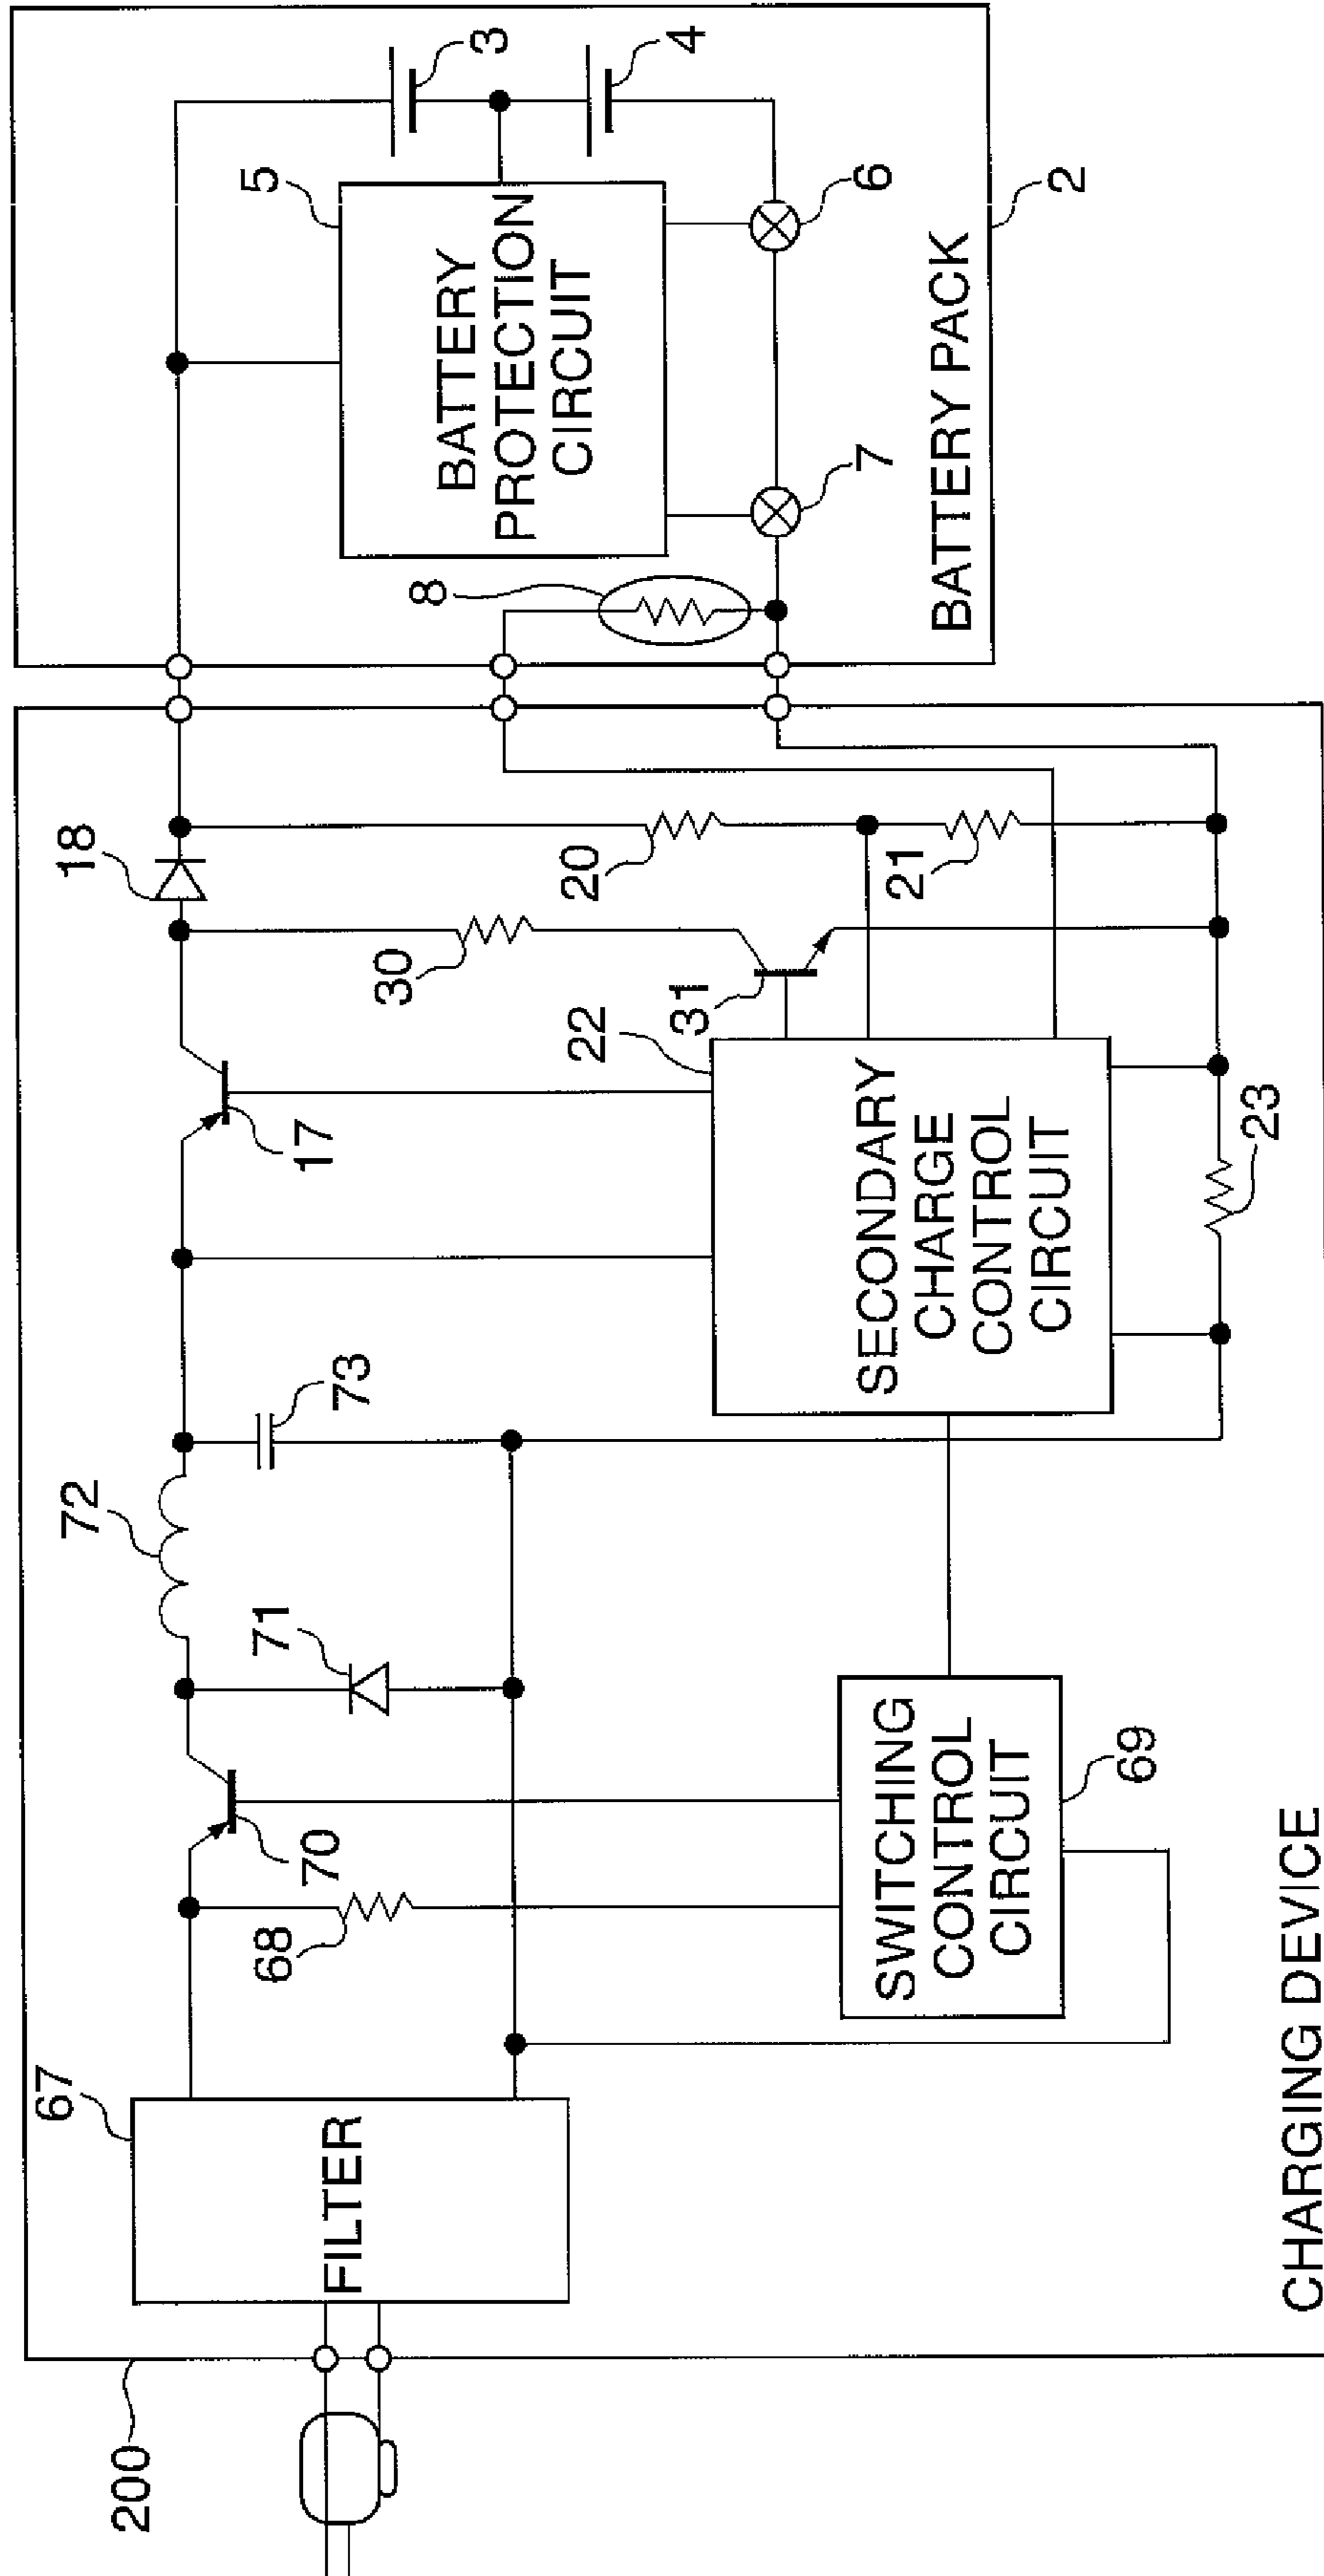 200
67
FILTER
68
70
71
72
73
SWITCHING
CONTROL
CIRCUIT
69
17
18
22
SECONDARY
CHARGE
CONTROL
CIRCUIT
23
30
31
20
21
CHARGING DEVICE
8
5
BATTERY
PROTECTION
CIRCUIT
3
4
7
6
BATTERY PACK
2